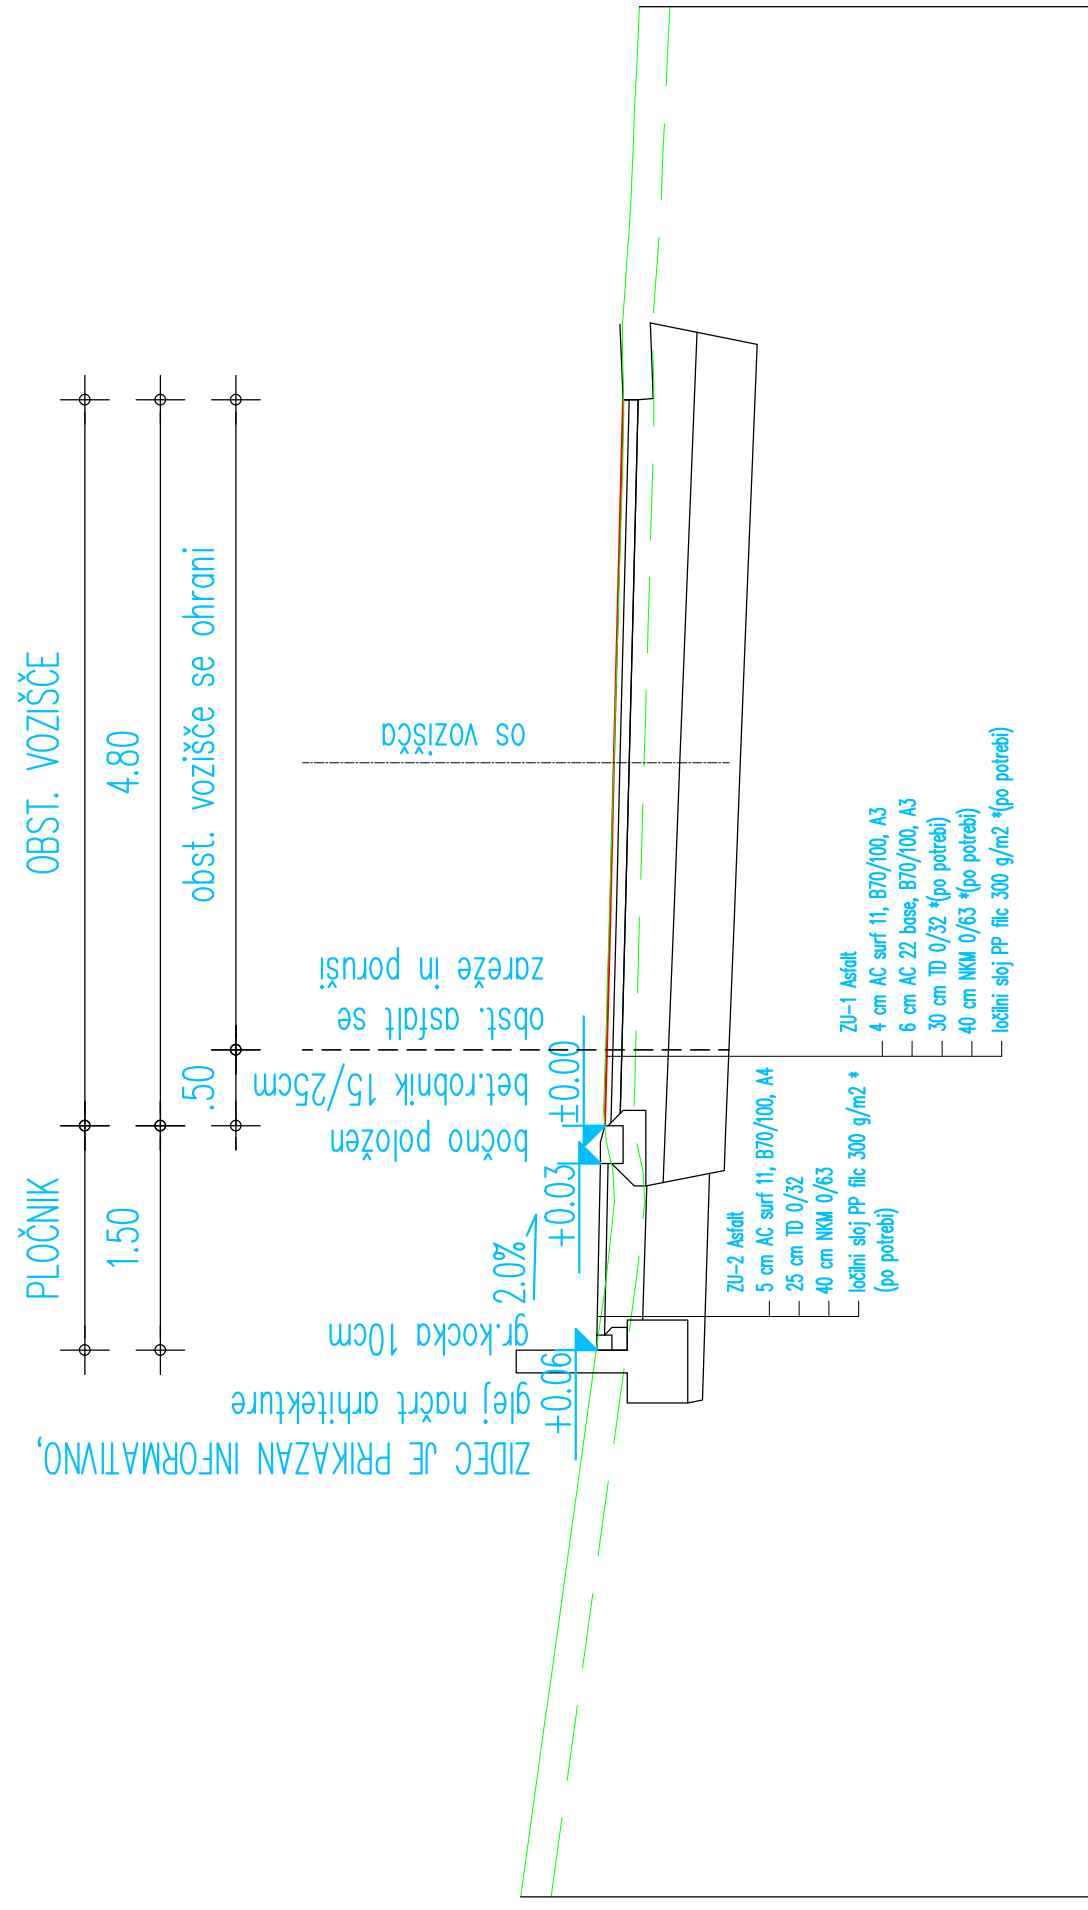 PLOČNIK
OBST. VOZIŠČE
1.50
4.80
.50
obst. vozišče se ohrani
os vozišča
obst. asfalt se
zareže in poruši
bet.robnik 15/25cm
bočno položen
±0.00
+0.03
2.0%
gr.kocka 10cm
+0.06
ZIDEC JE PRIKAZAN INFORMATIVNO,
glej načrt arhitekture
ZU-2 Asfalt
5 cm AC surf 11, B70/100, A4
25 cm TD 0/32
40 cm NKM 0/63
ločilni sloj PP filc 300 g/m2 *
(po potrebi)
ZU-1 Asfalt
4 cm AC surf 11, B70/100, A3
6 cm AC 22 base, B70/100, A3
30 cm TD 0/32 *(po potrebi)
40 cm NKM 0/63 *(po potrebi)
ločilni sloj PP filc 300 g/m2 *(po potrebi)